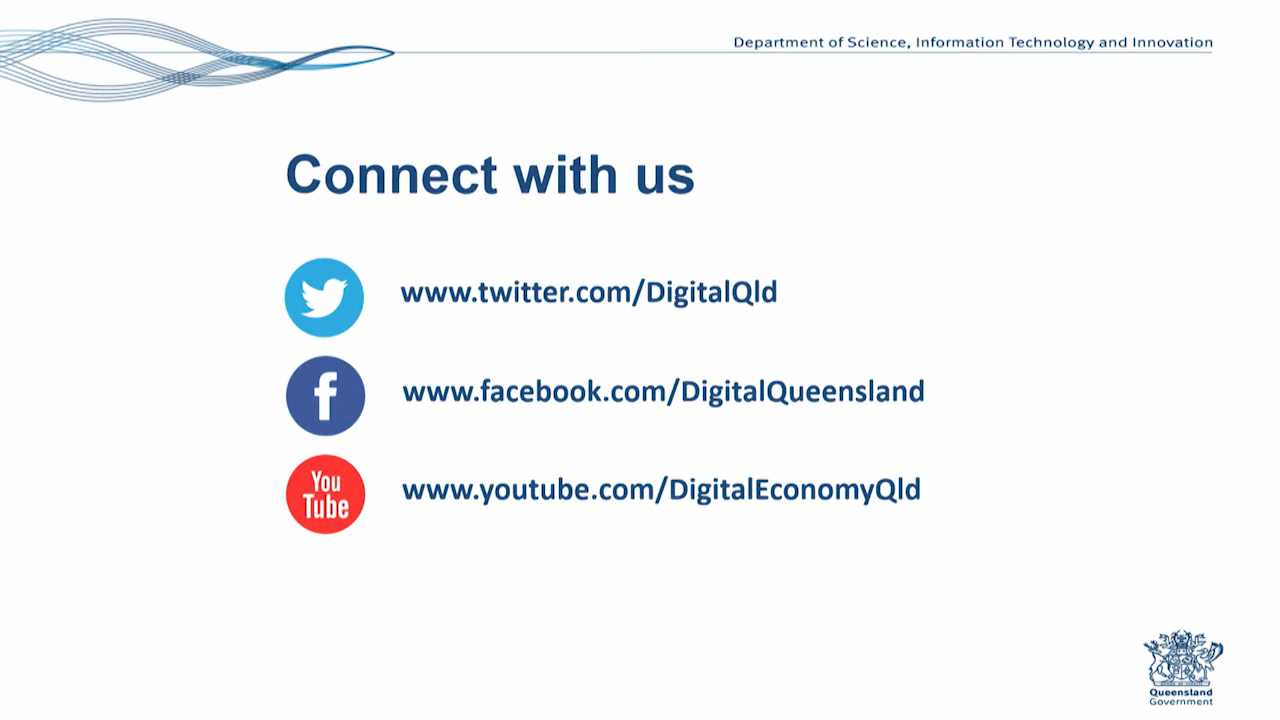 Department of Science, Information Technology and Innovation
Connect with us
www.twitter.com/DigitalQld
www.facebook.com/DigitalQueensland
You
Tube
www.youtube.com/DigitalEconomyQld
Queensland
Government